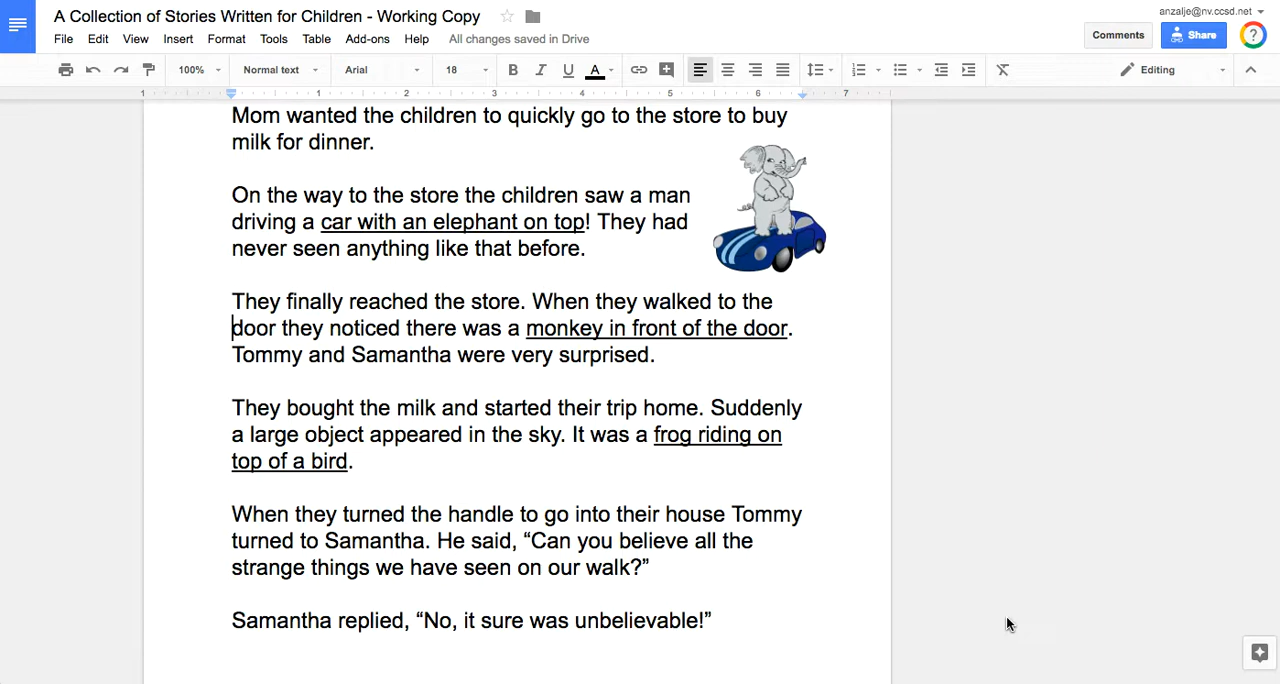 A Collection of Stories Written for Children - Working Copy
anzalje@nv.ccsd.net
File Edit View Insert Format Tools Table Add-ons Help All changes saved in Drive
Comments Share ?
100% Normal text Arial 18 B I U A Editing
1 1 2 3 4 5 6 7
Mom wanted the children to quickly go to the store to buy
milk for dinner.
On the way to the store the children saw a man
driving a car with an elephant on top! They had
never seen anything like that before.
They finally reached the store. When they walked to the
door they noticed there was a monkey in front of the door.
Tommy and Samantha were very surprised.
They bought the milk and started their trip home. Suddenly
a large object appeared in the sky. It was a frog riding on
top of a bird.
When they turned the handle to go into their house Tommy
turned to Samantha. He said, “Can you believe all the
strange things we have seen on our walk?”
Samantha replied, “No, it sure was unbelievable!”